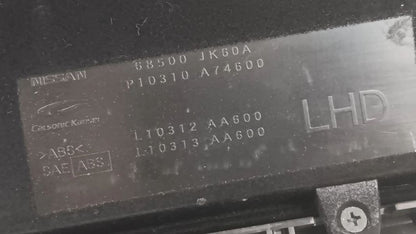 NISSAN 68500 JK60A
P10310 A74600
Calsonic Kansei
L10312 AA600
L10313 AA600
LHD
>ABS<
SAE ABS